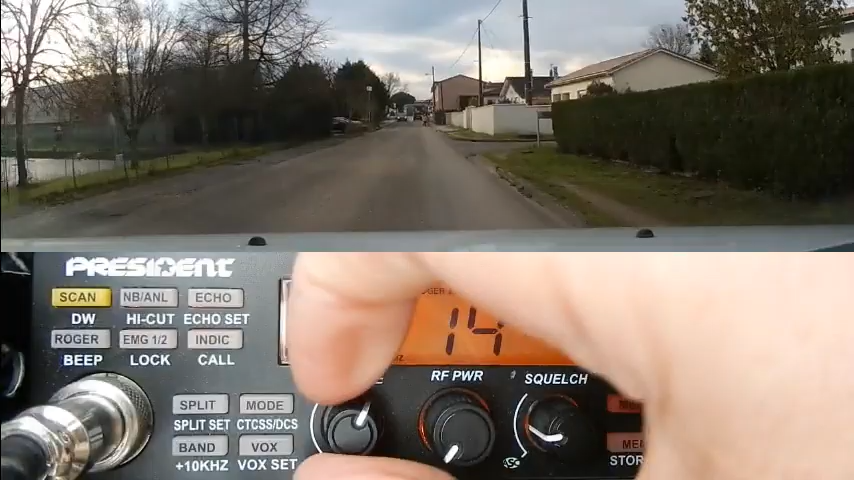 PRESIDENT
SCAN NB/ANL ECHO
DW HI-CUT ECHO SET
ROGER EMG 1/2 INDIC
BEEP LOCK CALL
14
RF PWR SQUELCH
SPLIT MODE
SPLIT SET CTCSS/DCS
BAND VOX
+10KHZ VOX SET